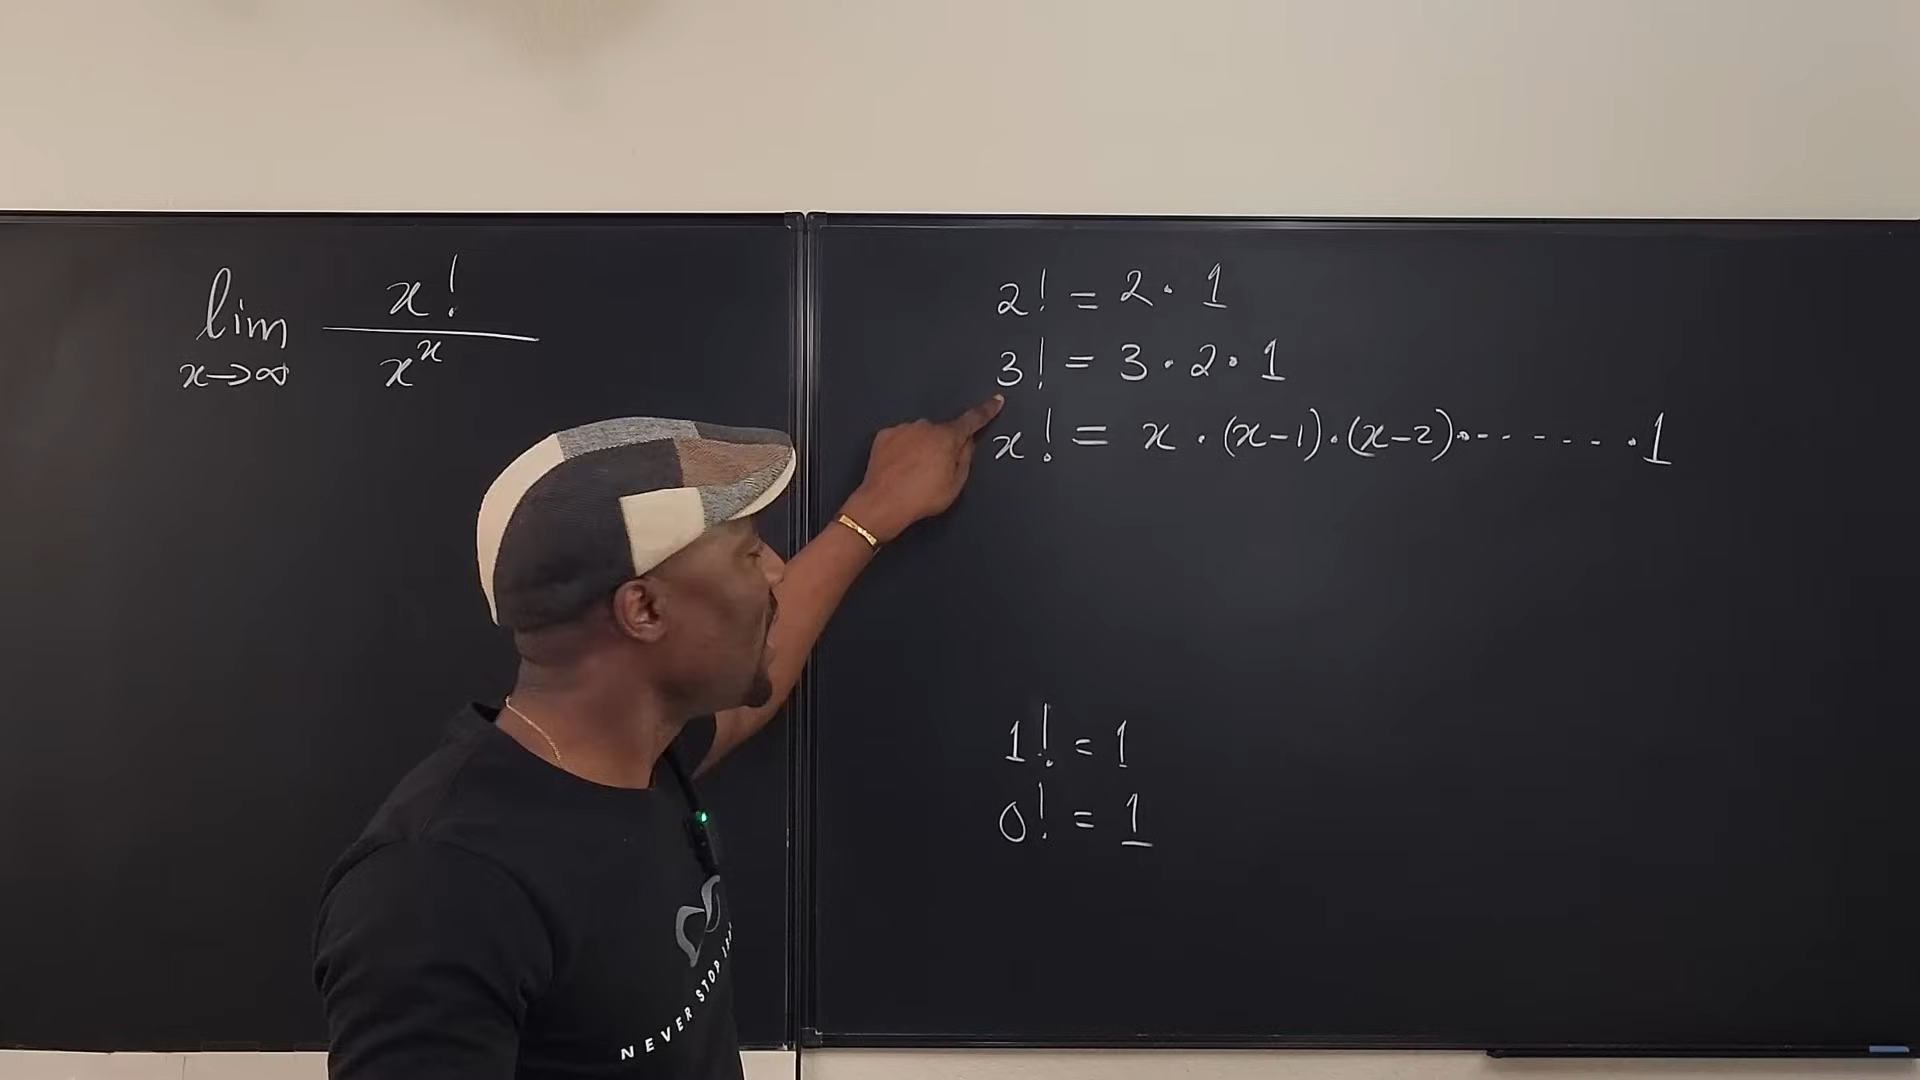 lim x→∞ x!/x^x
2! = 2 · 1
3! = 3 · 2 · 1
x! = x · (x-1) · (x-2) · ------- · 1
1! = 1
0! = 1
NEVER STOP